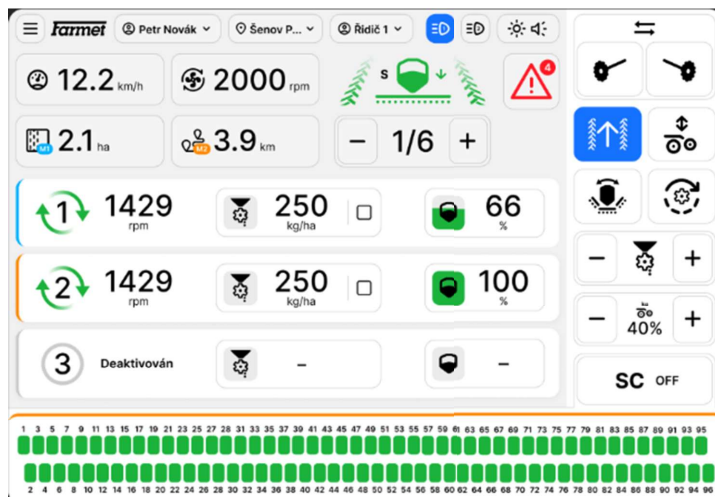 Farmet
Petr Novák
Šenov P...
Řidič 1
12.2 km/h
2000 rpm
S
4
M1 2.1 ha
M2 3.9 km
− 1/6 +
1 1429 rpm
250 kg/ha
66 %
2 1429 rpm
250 kg/ha
100 %
3 Deaktivován
–
–
− +
− 40% +
SC OFF
1 3 5 7 9 11 13 15 17 19 21 23 25 27 28 31 33 35 37 39 41 43 45 47 49 51 53 55 57 59 61 63 65 67 69 71 73 75 77 79 81 83 85 87 89 91 93 95
2 4 6 8 10 12 14 16 18 20 22 24 26 28 30 32 34 36 38 40 42 44 46 48 50 52 54 56 58 60 62 64 66 68 70 72 74 76 78 80 82 84 86 88 90 92 94 96